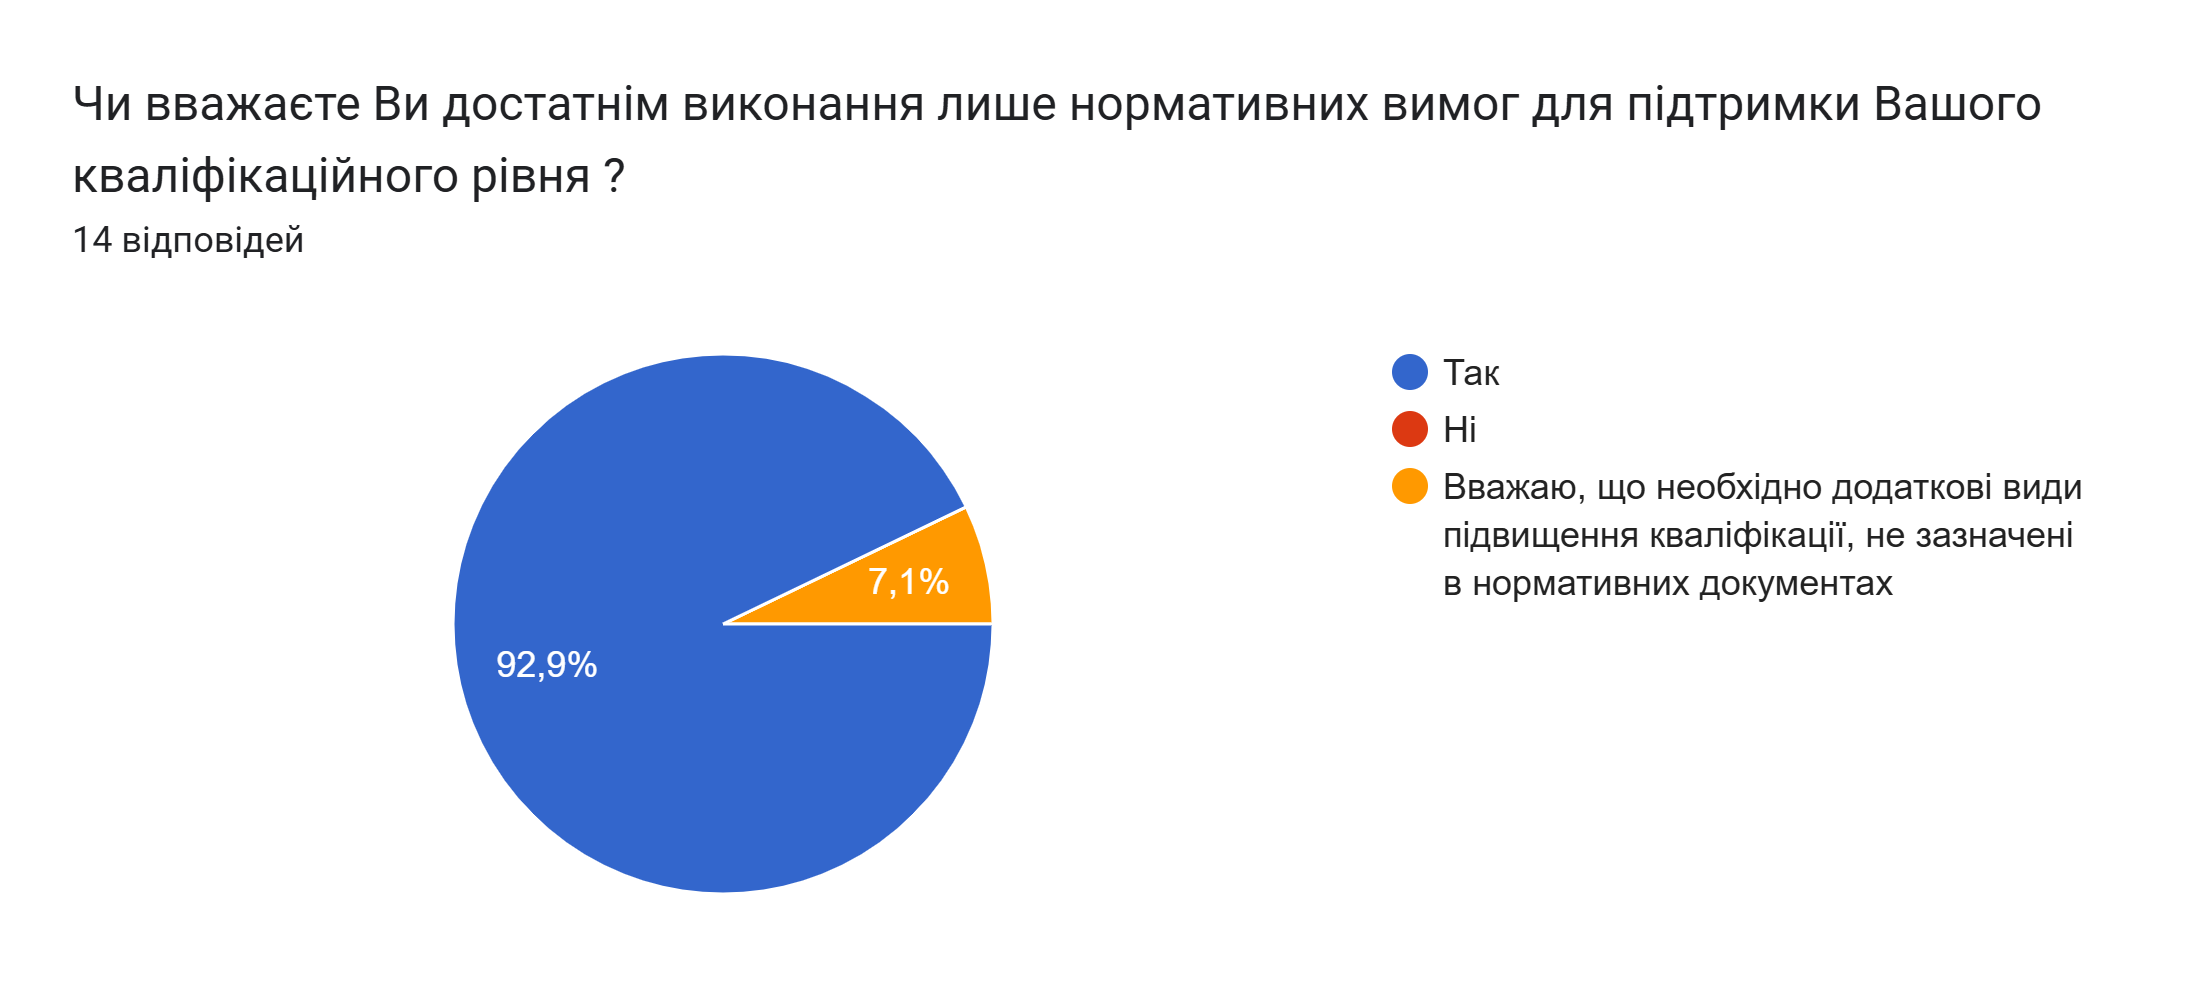 Чи вважаєте Ви достатнім виконання лише нормативних вимог для підтримки Вашого
кваліфікаційного рівня ?
14 відповідей
Так
Ні
Вважаю, що необхідно додаткові види
підвищення кваліфікації, не зазначені
в нормативних документах
7,1%
92,9%